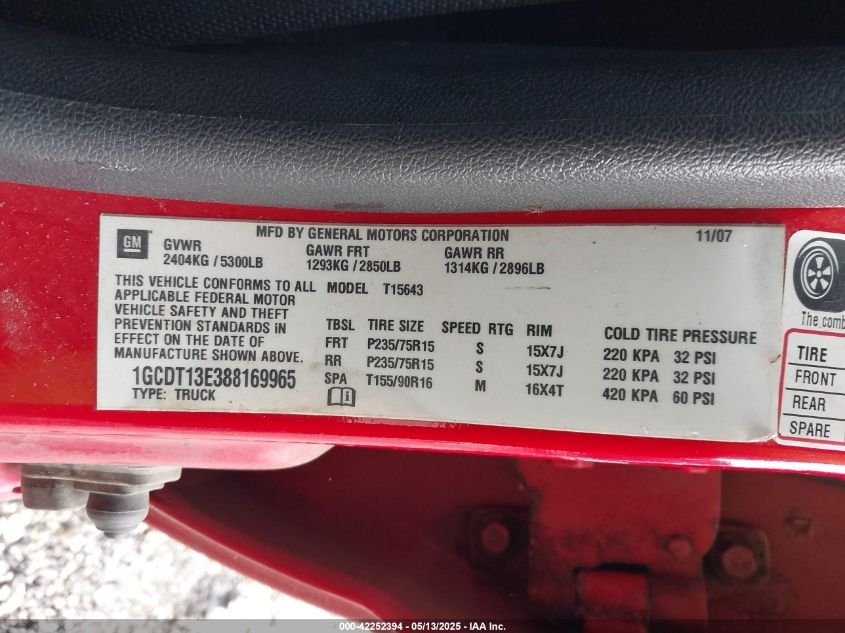 GM
MFD BY GENERAL MOTORS CORPORATION 11/07
GVWR GAWR FRT GAWR RR
2404KG / 5300LB 1293KG / 2850LB 1314KG / 2896LB
THIS VEHICLE CONFORMS TO ALL
APPLICABLE FEDERAL MOTOR
VEHICLE SAFETY AND THEFT
PREVENTION STANDARDS IN
EFFECT ON THE DATE OF
MANUFACTURE SHOWN ABOVE.
1GCDT13E388169965
TYPE: TRUCK
MODEL T15643
TBSL TIRE SIZE SPEED RTG RIM COLD TIRE PRESSURE
FRT P235/75R15 S 15X7J 220 KPA 32 PSI
RR P235/75R15 S 15X7J 220 KPA 32 PSI
SPA T155/90R16 M 16X4T 420 KPA 60 PSI
The comb
TIRE
FRONT
REAR
SPARE
000-42252394 - 05/13/2025 - IAA Inc.